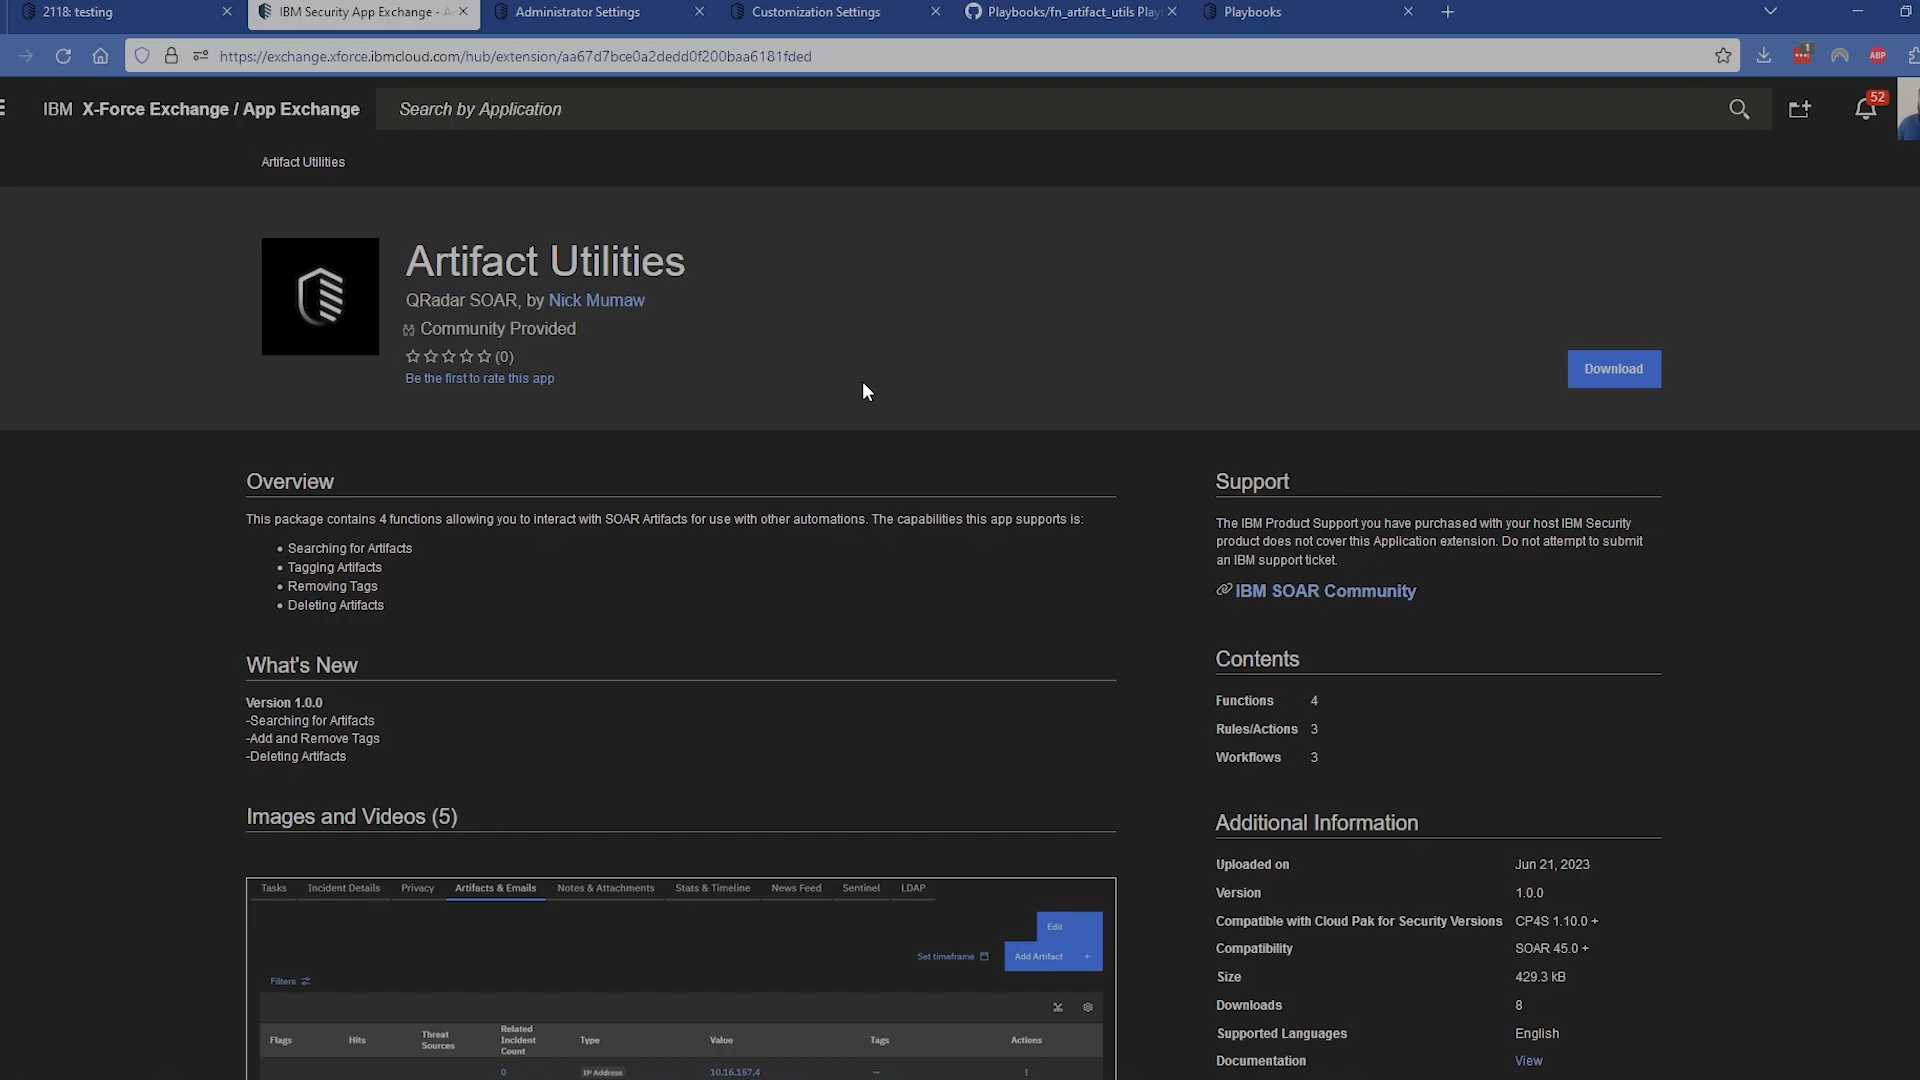 2118: testing
IBM Security App Exchange - A
Administrator Settings
Customization Settings
Playbooks/fn_artifact_utils Play
Playbooks
https://exchange.xforce.ibmcloud.com/hub/extension/aa67d7bce0a2dedd0f200baa6181fded
1
ABP
IBM X-Force Exchange / App Exchange
Search by Application
52
Artifact Utilities
Artifact Utilities
QRadar SOAR, by Nick Mumaw
Community Provided
(0)
Be the first to rate this app
Download
Overview
This package contains 4 functions allowing you to interact with SOAR Artifacts for use with other automations. The capabilities this app supports is:
• Searching for Artifacts
• Tagging Artifacts
• Removing Tags
• Deleting Artifacts
What's New
Version 1.0.0
-Searching for Artifacts
-Add and Remove Tags
-Deleting Artifacts
Images and Videos (5)
Tasks Incident Details Privacy Artifacts & Emails Notes & Attachments Stats & Timeline News Feed Sentinel LDAP
Edit
Set timeframe
Add Artifact +
Filters
Flags Hits Threat Sources Related Incident Count Type Value Tags Actions
0 IP Address 10.16.157.4 —
Support
The IBM Product Support you have purchased with your host IBM Security
product does not cover this Application extension. Do not attempt to submit
an IBM support ticket.
IBM SOAR Community
Contents
Functions 4
Rules/Actions 3
Workflows 3
Additional Information
Uploaded on Jun 21, 2023
Version 1.0.0
Compatible with Cloud Pak for Security Versions CP4S 1.10.0 +
Compatibility SOAR 45.0 +
Size 429.3 kB
Downloads 8
Supported Languages English
Documentation View